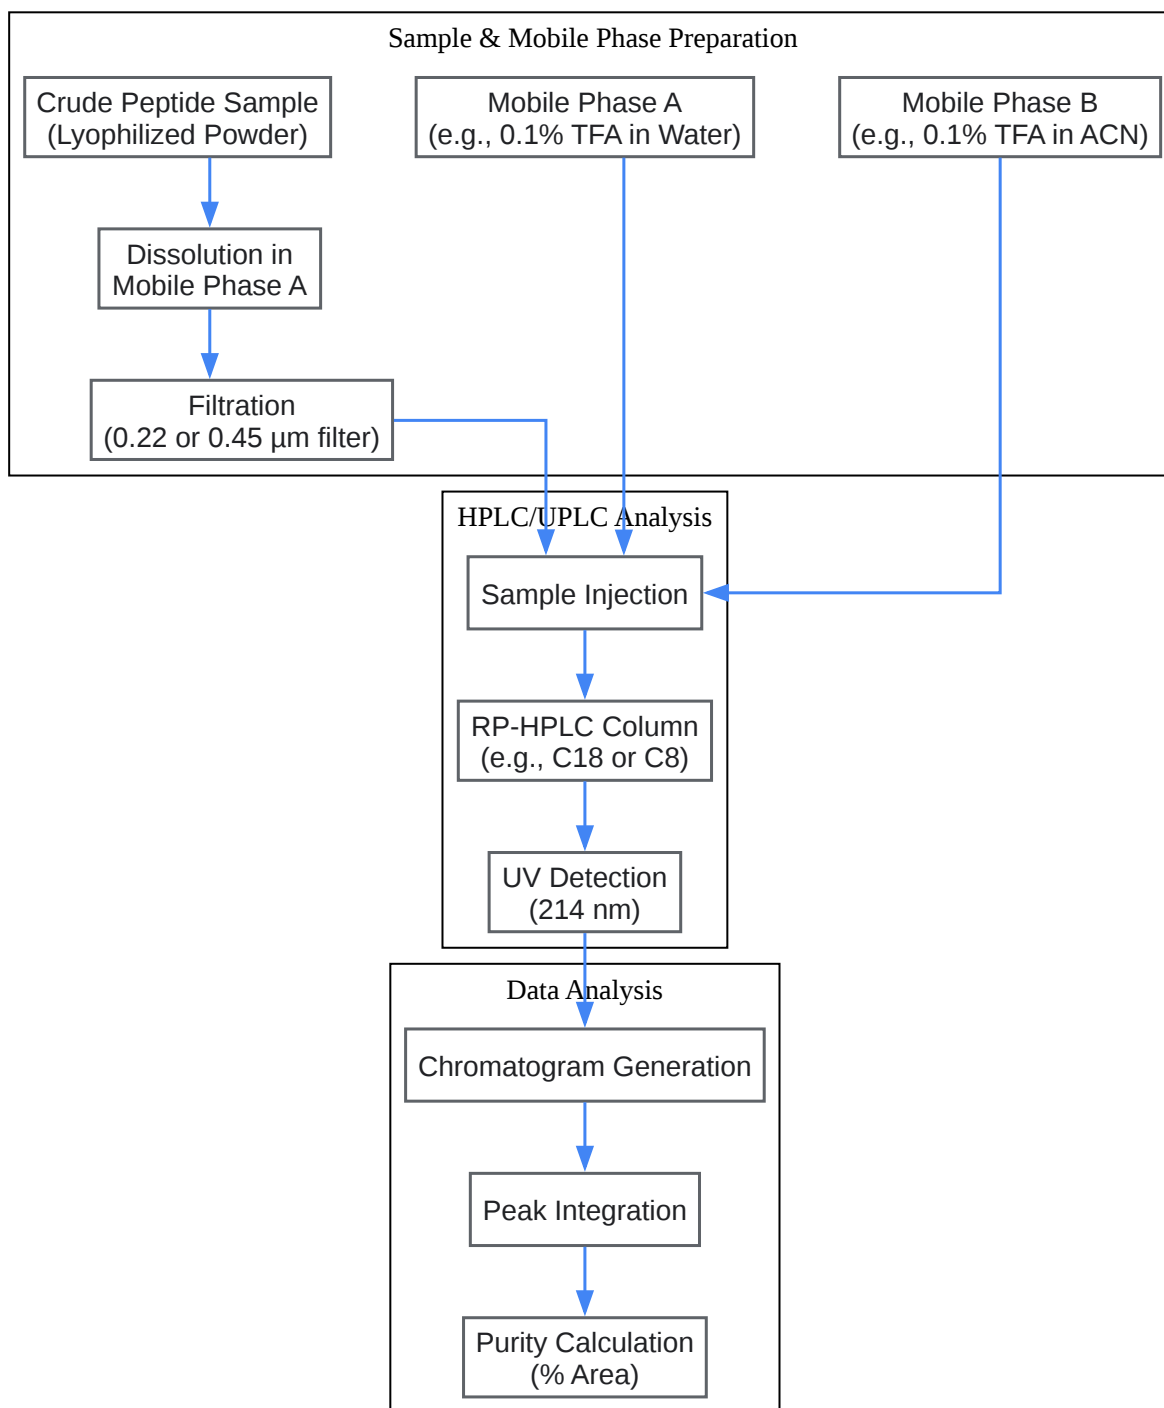 Sample & Mobile Phase Preparation
Crude Peptide Sample
(Lyophilized Powder)
Mobile Phase A
(e.g., 0.1% TFA in Water)
Mobile Phase B
(e.g., 0.1% TFA in ACN)
Dissolution in
Mobile Phase A
Filtration
(0.22 or 0.45 µm filter)
HPLC/UPLC Analysis
Sample Injection
RP-HPLC Column
(e.g., C18 or C8)
UV Detection
(214 nm)
Data Analysis
Chromatogram Generation
Peak Integration
Purity Calculation
(% Area)